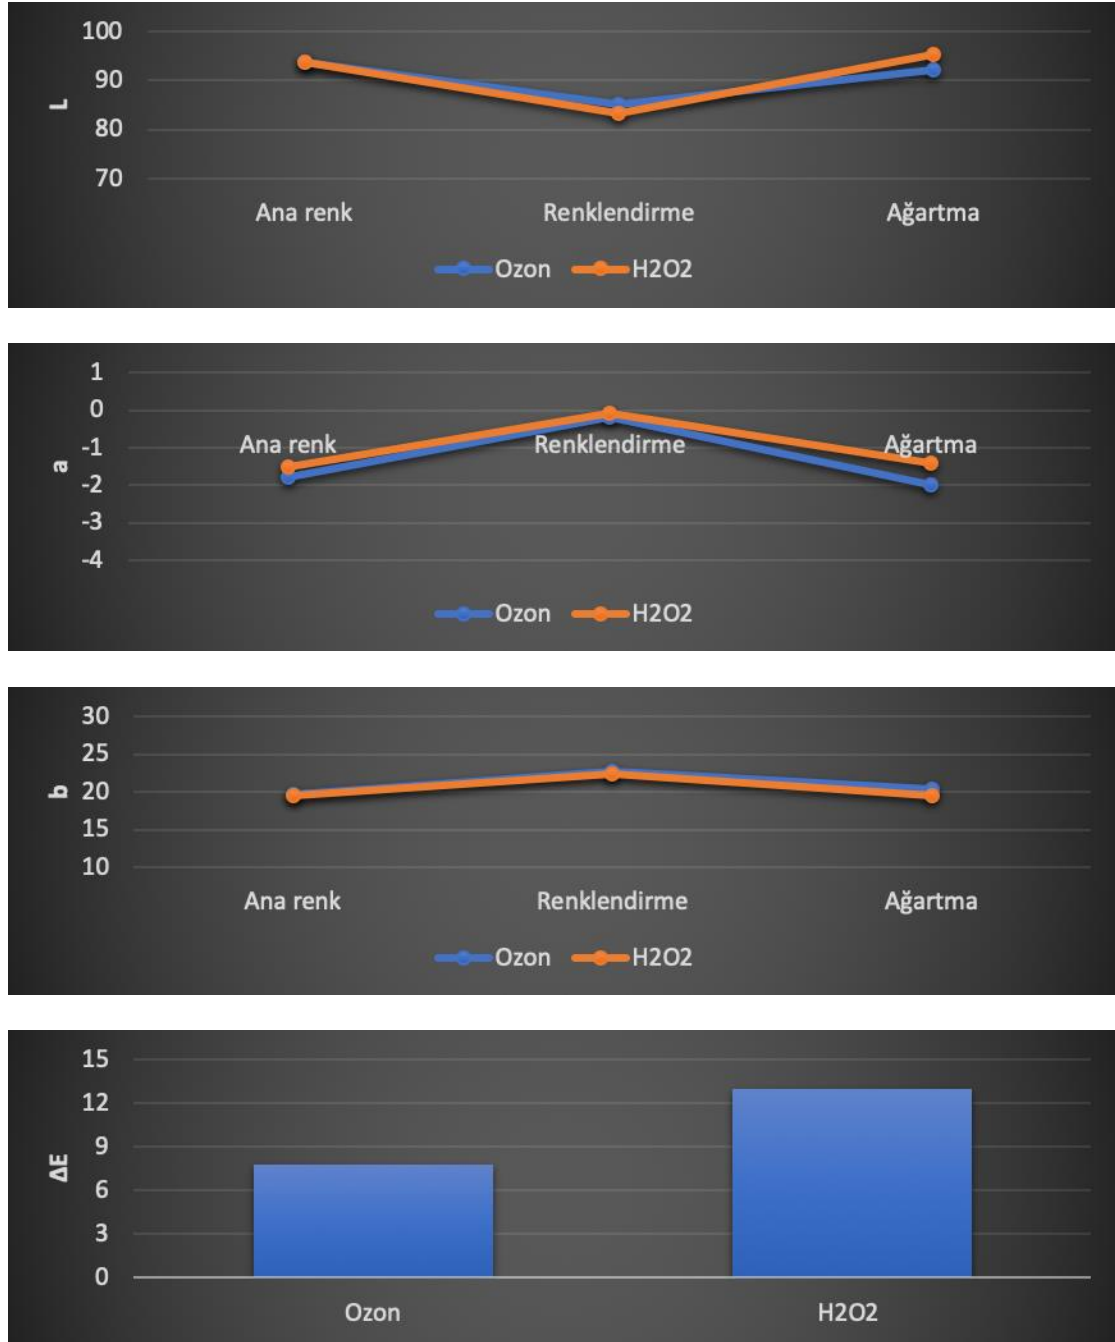 100
90
80
70
L
Ana renk Renklendirme Ağartma
Ozon H2O2
1
0
-1
-2
-3
-4
a
Ana renk Renklendirme Ağartma
Ozon H2O2
30
25
20
15
10
b
Ana renk Renklendirme Ağartma
Ozon H2O2
15
12
9
6
3
0
ΔE
Ozon H2O2